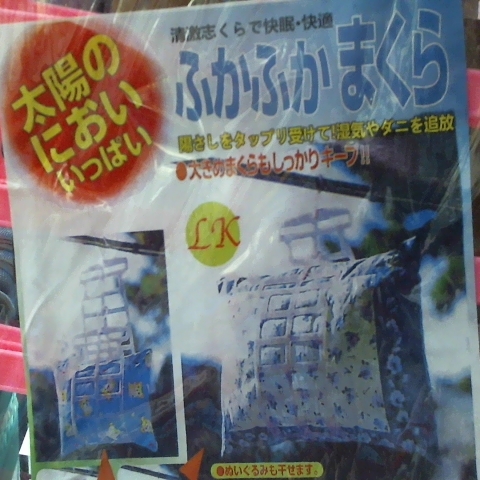 太陽の
におい
いっぱい
清潔まくらで快眠・快適
ふかふかまくら
陽ざしをタップリ受けて!湿気やダニを追放
●大きめまくらもしっかりキープ!!
LK
●ぬいぐるみも干せます。